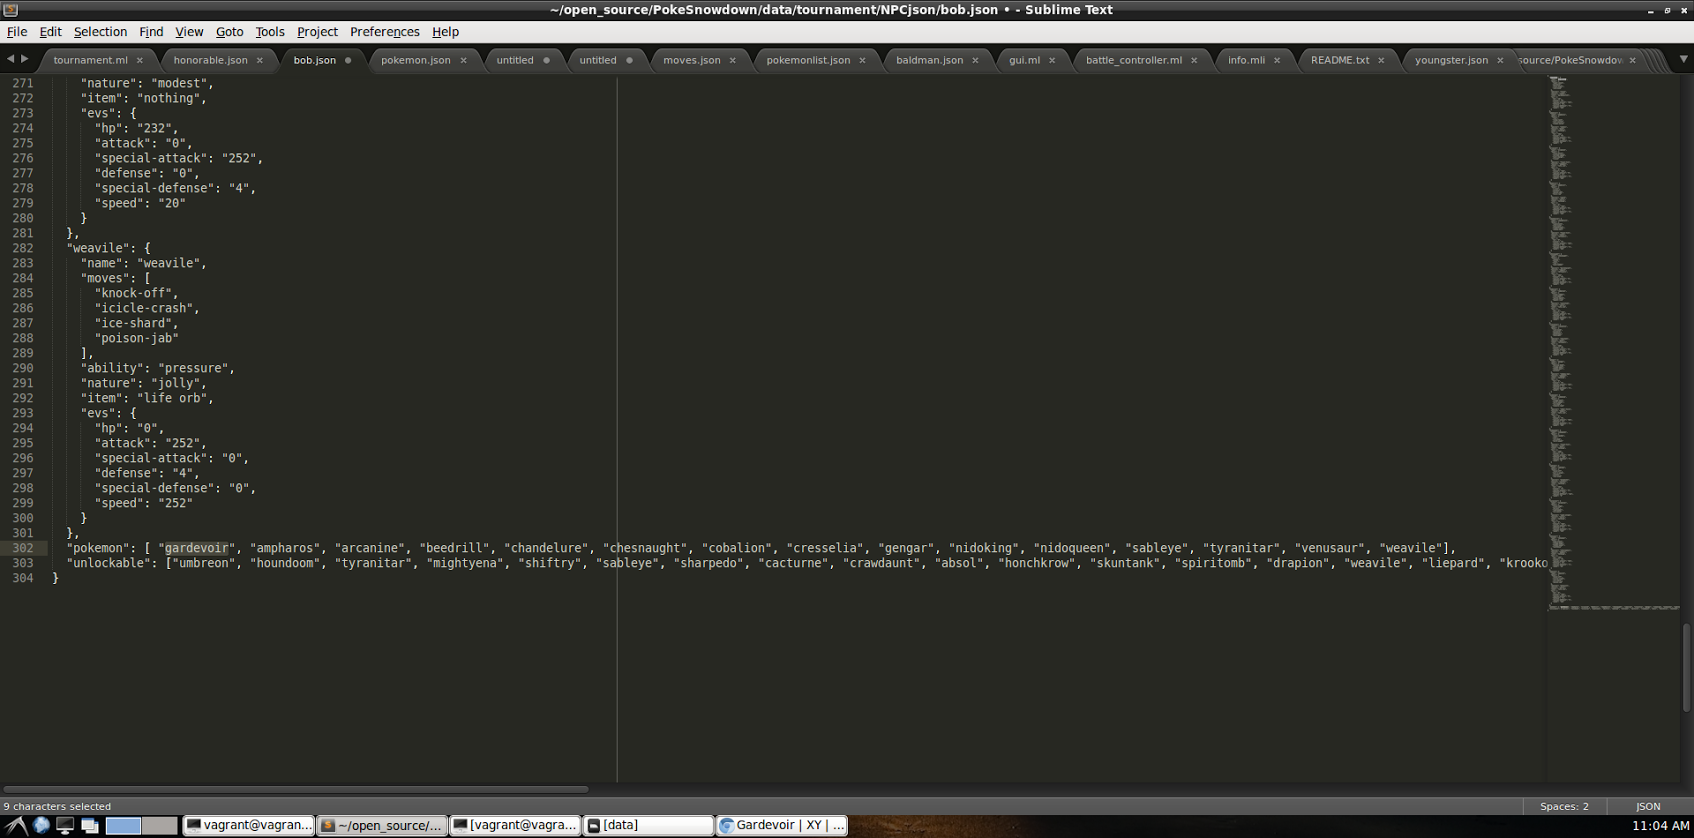 ~/open_source/PokeSnowdown/data/tournament/NPCjson/bob.json • - Sublime Text
File Edit Selection Find View Goto Tools Project Preferences Help
tournament.ml honorable.json bob.json pokemon.json untitled untitled moves.json pokemonlist.json baldman.json gui.ml battle_controller.ml info.mli README.txt youngster.json source/PokeSnowdow
271 "nature": "modest",
272 "item": "nothing",
273 "evs": {
274 "hp": "232",
275 "attack": "0",
276 "special-attack": "252",
277 "defense": "0",
278 "special-defense": "4",
279 "speed": "20"
280 }
281 },
282 "weavile": {
283 "name": "weavile",
284 "moves": [
285 "knock-off",
286 "icicle-crash",
287 "ice-shard",
288 "poison-jab"
289 ],
290 "ability": "pressure",
291 "nature": "jolly",
292 "item": "life orb",
293 "evs": {
294 "hp": "0",
295 "attack": "252",
296 "special-attack": "0",
297 "defense": "4",
298 "special-defense": "0",
299 "speed": "252"
300 }
301 },
302 "pokemon": [ "gardevoir", "ampharos", "arcanine", "beedrill", "chandelure", "chesnaught", "cobalion", "cresselia", "gengar", "nidoking", "nidoqueen", "sableye", "tyranitar", "venusaur", "weavile"],
303 "unlockable": ["umbreon", "houndoom", "tyranitar", "mightyena", "shiftry", "sableye", "sharpedo", "cacturne", "crawdaunt", "absol", "honchkrow", "skuntank", "spiritomb", "drapion", "weavile", "liepard", "krooko
304 }
9 characters selected Spaces: 2 JSON
vagrant@vagran... ~/open_source/... [vagrant@vagra... [data] Gardevoir | XY | ... 11:04 AM